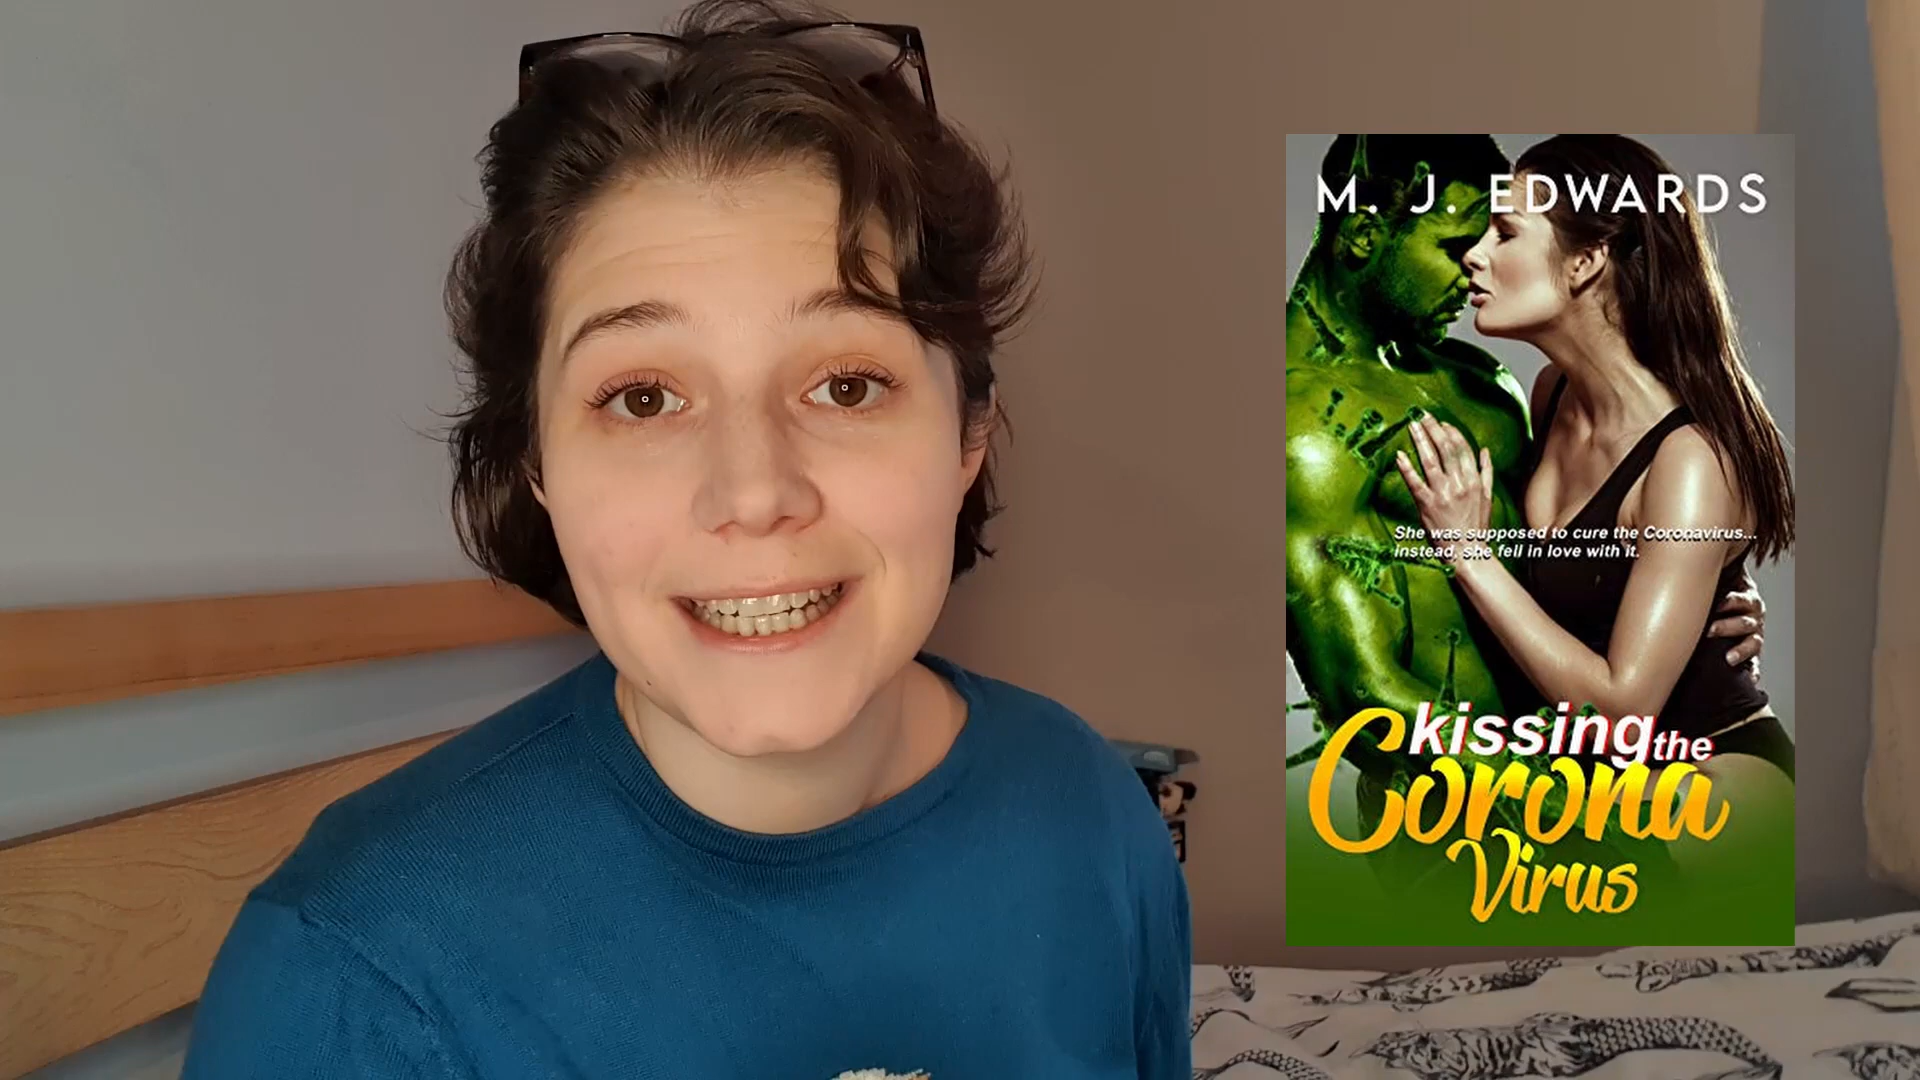 M. J. EDWARDS
She was supposed to cure the Coronavirus...
instead, she fell in love with it.
kissing the
Corona
Virus